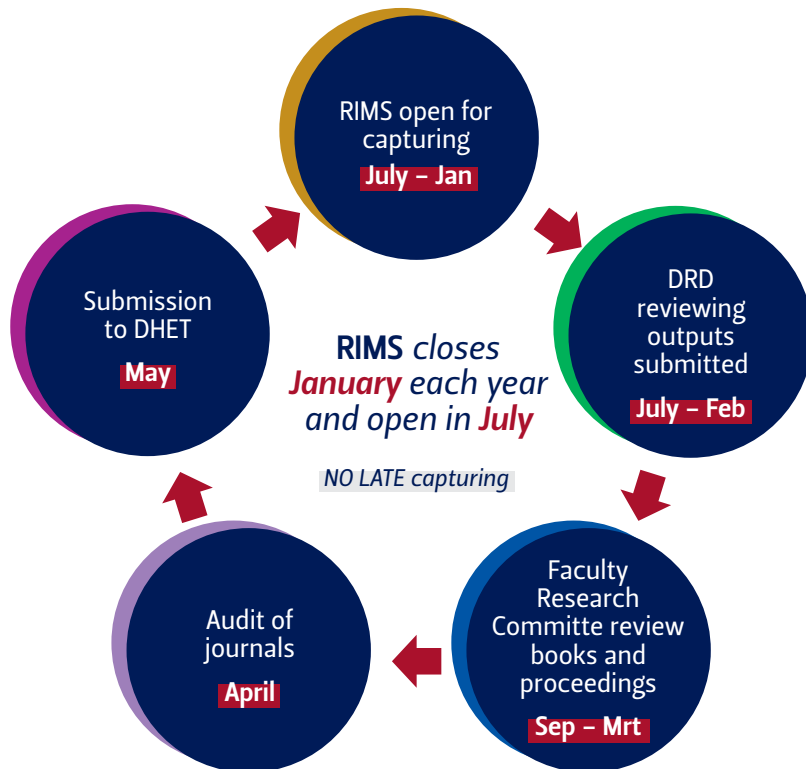 RIMS open for
capturing
July – Jan
DRD
reviewing
outputs
submitted
July – Feb
Faculty
Research
Committe review
books and
proceedings
Sep – Mrt
Audit of
journals
April
Submission
to DHET
May
RIMS closes
January each year
and open in July
NO LATE capturing